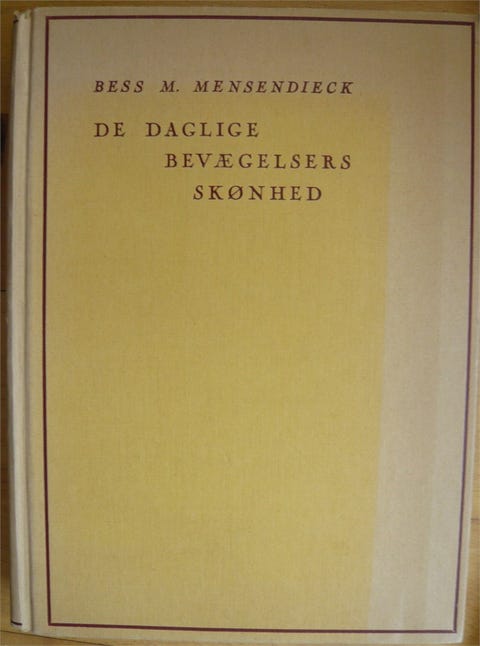 BESS M. MENSENDIECK
DE DAGLIGE
BEVÆGELSERS
SKØNHED